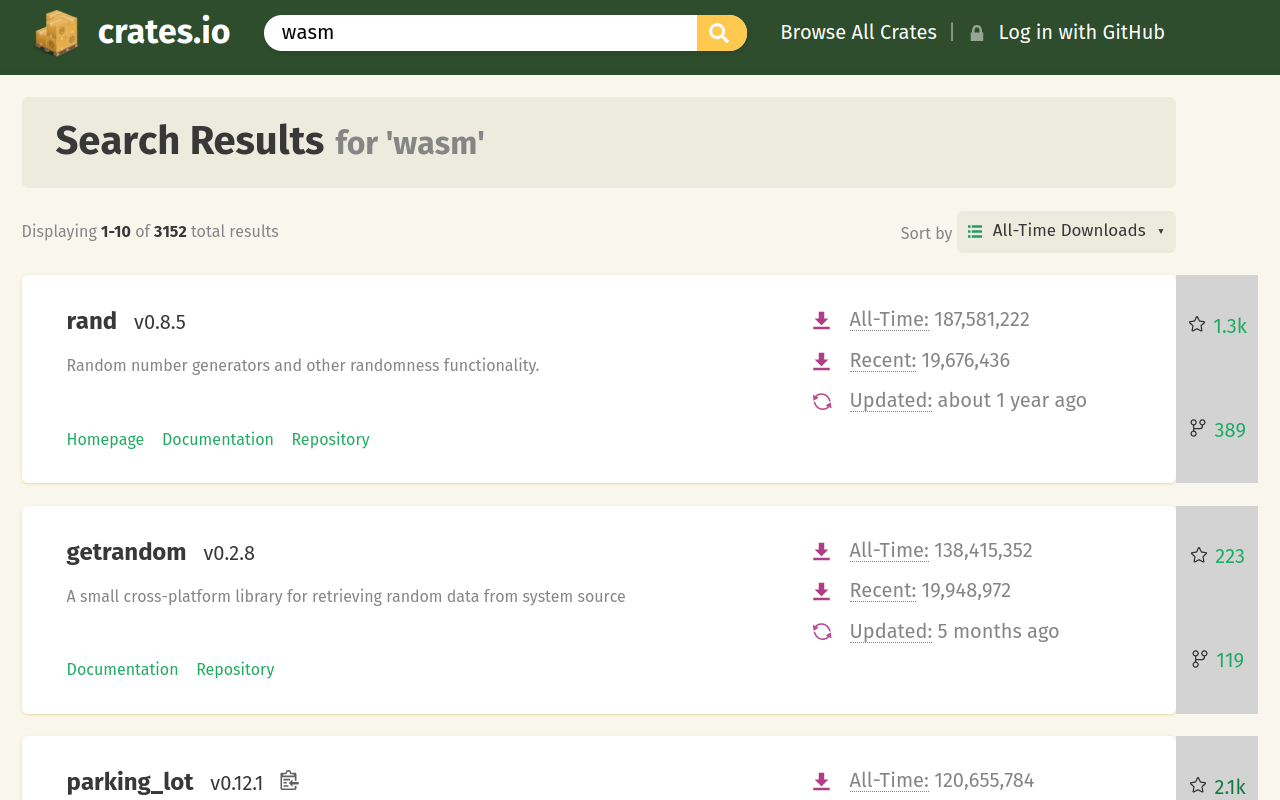 crates.io
wasm
Browse All Crates | Log in with GitHub
Search Results for 'wasm'
Displaying 1-10 of 3152 total results
Sort by All-Time Downloads ▾
rand v0.8.5
Random number generators and other randomness functionality.
Homepage Documentation Repository
All-Time: 187,581,222
Recent: 19,676,436
Updated: about 1 year ago
1.3k
389
getrandom v0.2.8
A small cross-platform library for retrieving random data from system source
Documentation Repository
All-Time: 138,415,352
Recent: 19,948,972
Updated: 5 months ago
223
119
parking_lot v0.12.1
All-Time: 120,655,784
2.1k